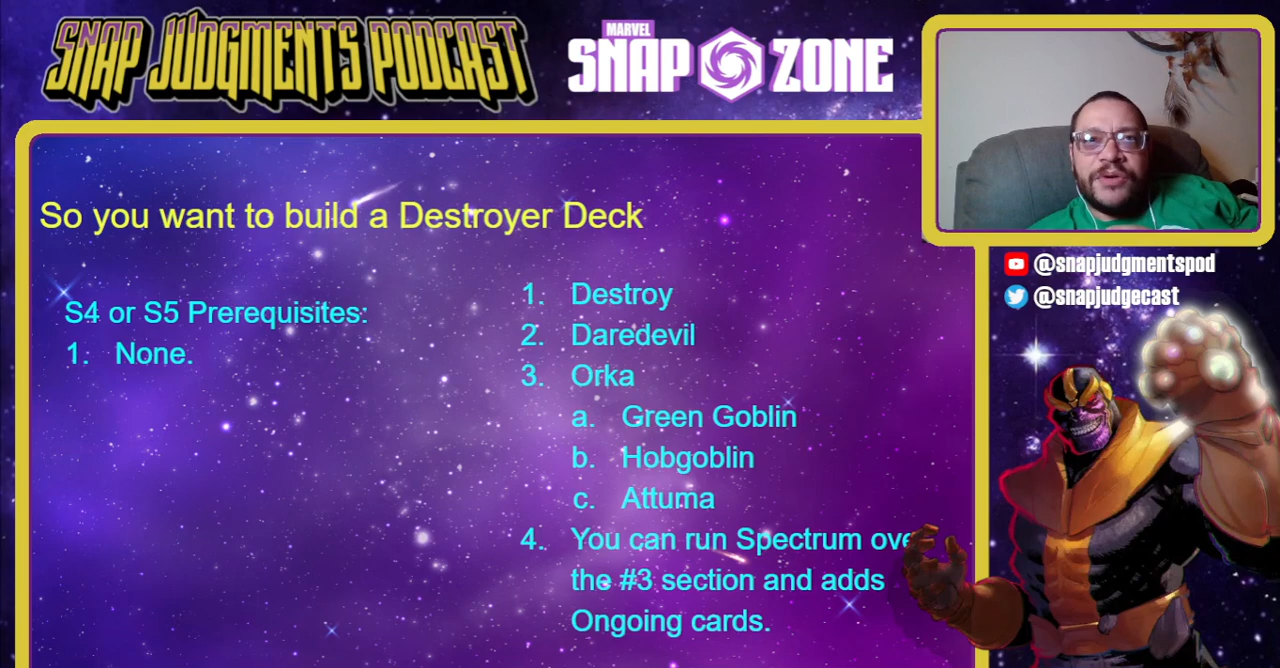 SNAP JUDGMENTS PODCAST
MARVEL
SNAP ZONE
So you want to build a Destroyer Deck
S4 or S5 Prerequisites:
1. None.
1. Destroy
2. Daredevil
3. Orka
a. Green Goblin
b. Hobgoblin
c. Attuma
4. You can run Spectrum ove
the #3 section and adds
Ongoing cards.
@snapjudgmentspod
@snapjudgecast